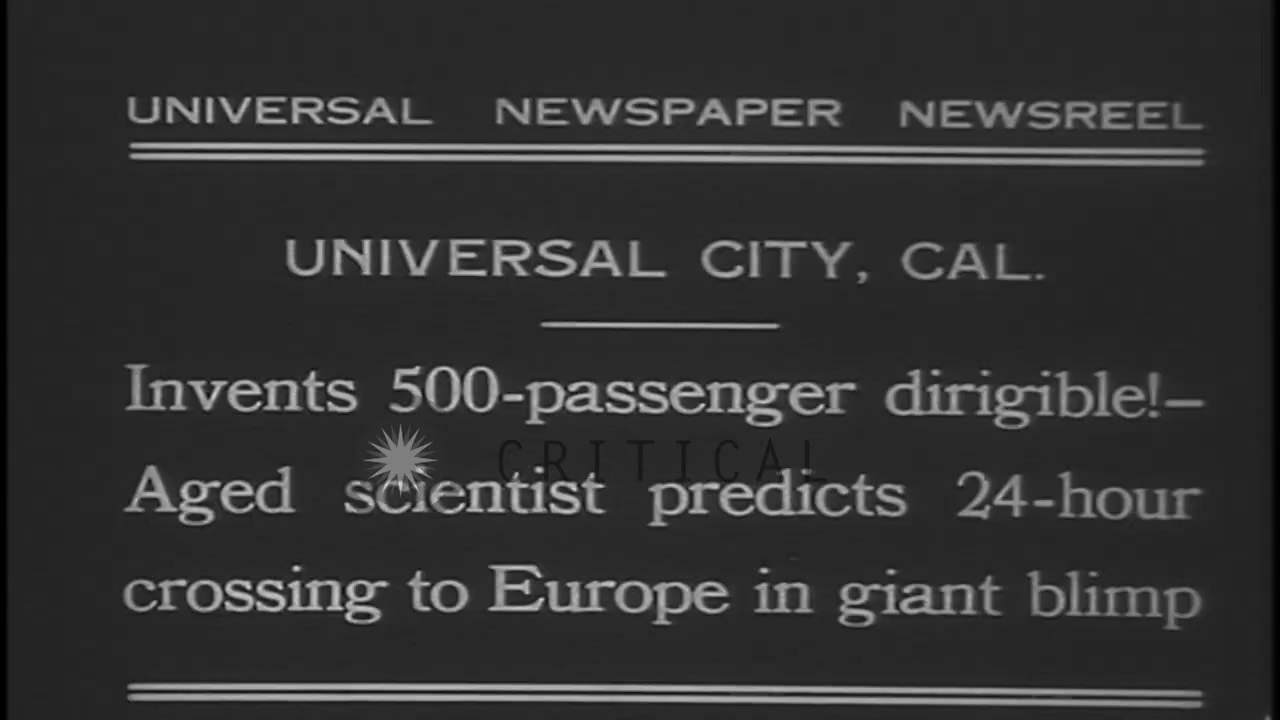 UNIVERSAL NEWSPAPER NEWSREEL
UNIVERSAL CITY, CAL.
Invents 500-passenger dirigible!—
CRITICAL
Aged scientist predicts 24-hour
crossing to Europe in giant blimp